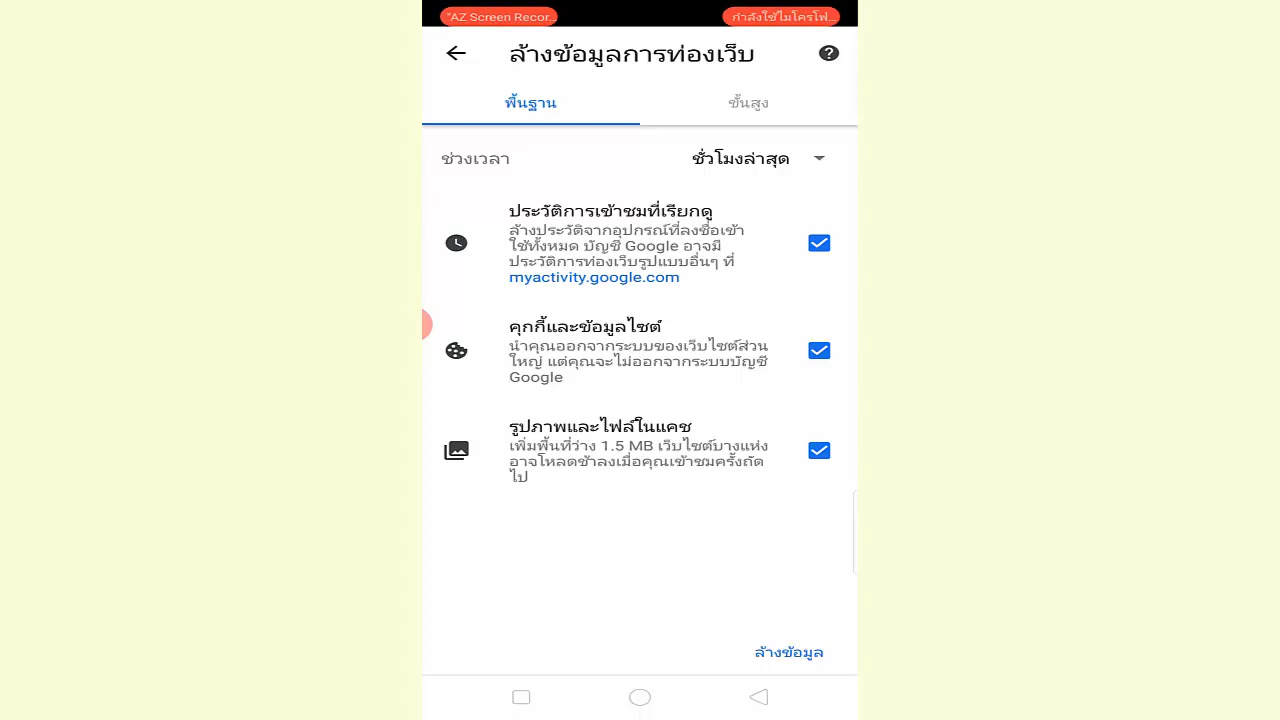 "AZ Screen Recor...
กำลังใช้ไมโครโฟ...
ล้างข้อมูลการท่องเว็บ
พื้นฐาน
ขั้นสูง
ช่วงเวลา
ชั่วโมงล่าสุด
ประวัติการเข้าชมที่เรียกดู
ล้างประวัติจากอุปกรณ์ที่ลงชื่อเข้า
ใช้ทั้งหมด บัญชี Google อาจมี
ประวัติการท่องเว็บรูปแบบอื่นๆ ที่
myactivity.google.com
คุกกี้และข้อมูลไซต์
นำคุณออกจากระบบของเว็บไซต์ส่วน
ใหญ่ แต่คุณจะไม่ออกจากระบบบัญชี
Google
รูปภาพและไฟล์ในแคช
เพิ่มพื้นที่ว่าง 1.5 MB เว็บไซต์บางแห่ง
อาจโหลดช้าลงเมื่อคุณเข้าชมครั้งถัด
ไป
ล้างข้อมูล